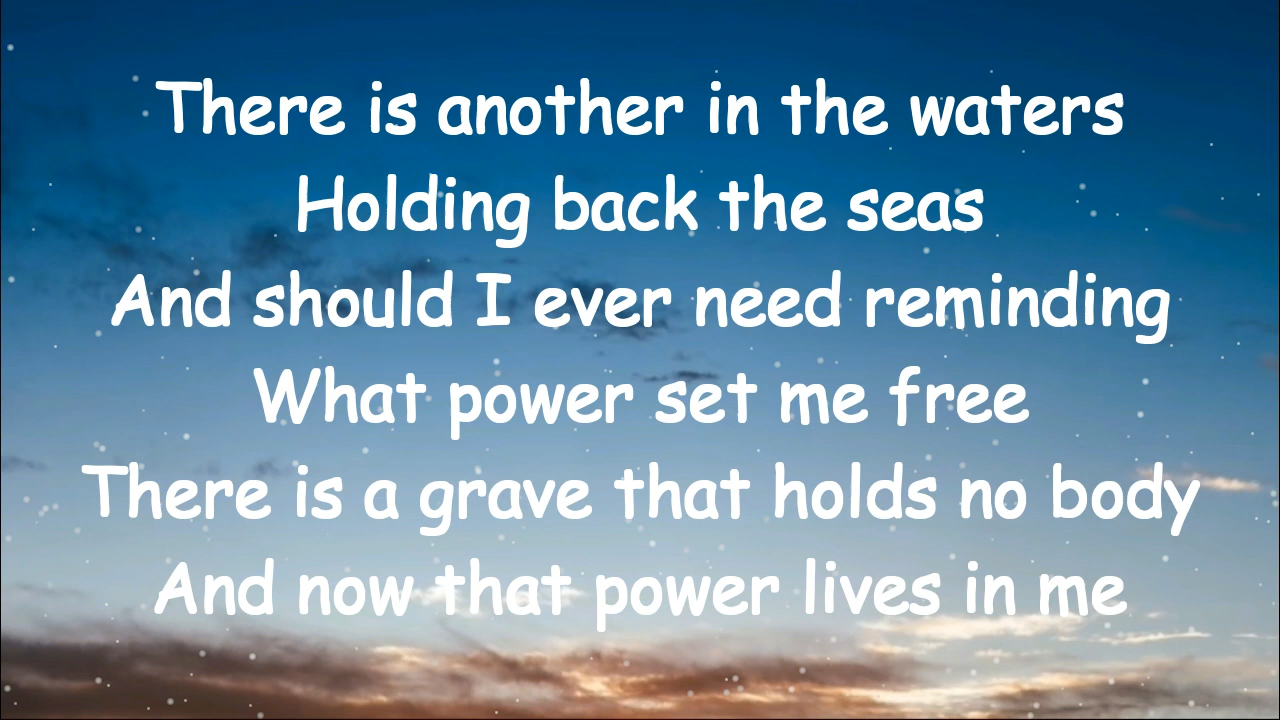 There is another in the waters
Holding back the seas
And should I ever need reminding
What power set me free
There is a grave that holds no body
And now that power lives in me